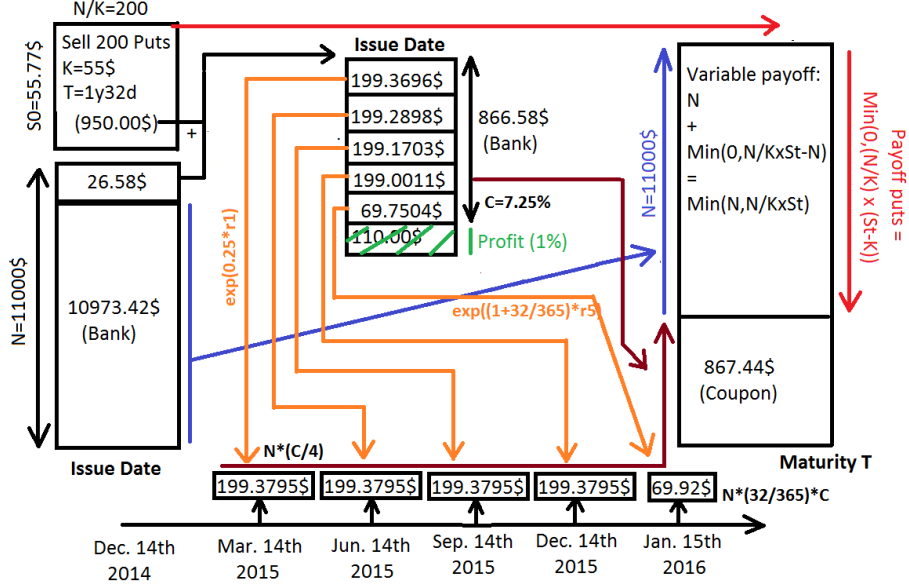 N/K=200
S0=55.77$
Sell 200 Puts
K=55$
T=1y32d
(950.00$)
+
N=11000$
26.58$
10973.42$
(Bank)
Issue Date
Issue Date
199.3696$
199.2898$
199.1703$
199.0011$
69.7504$
110.00$
866.58$
(Bank)
C=7.25%
Profit (1%)
exp(0.25*r1)
exp((1+32/365)*r5)
N=11000$
Variable payoff:
N
+
Min(0,N/KxSt-N)
=
Min(N,N/KxSt)
Payoff puts =
Min(0,(N/K) x (St-K))
867.44$
(Coupon)
Maturity T
N*(C/4)
199.3795$
199.3795$
199.3795$
199.3795$
69.92$
N*(32/365)*C
Dec. 14th
2014
Mar. 14th
2015
Jun. 14th
2015
Sep. 14th
2015
Dec. 14th
2015
Jan. 15th
2016